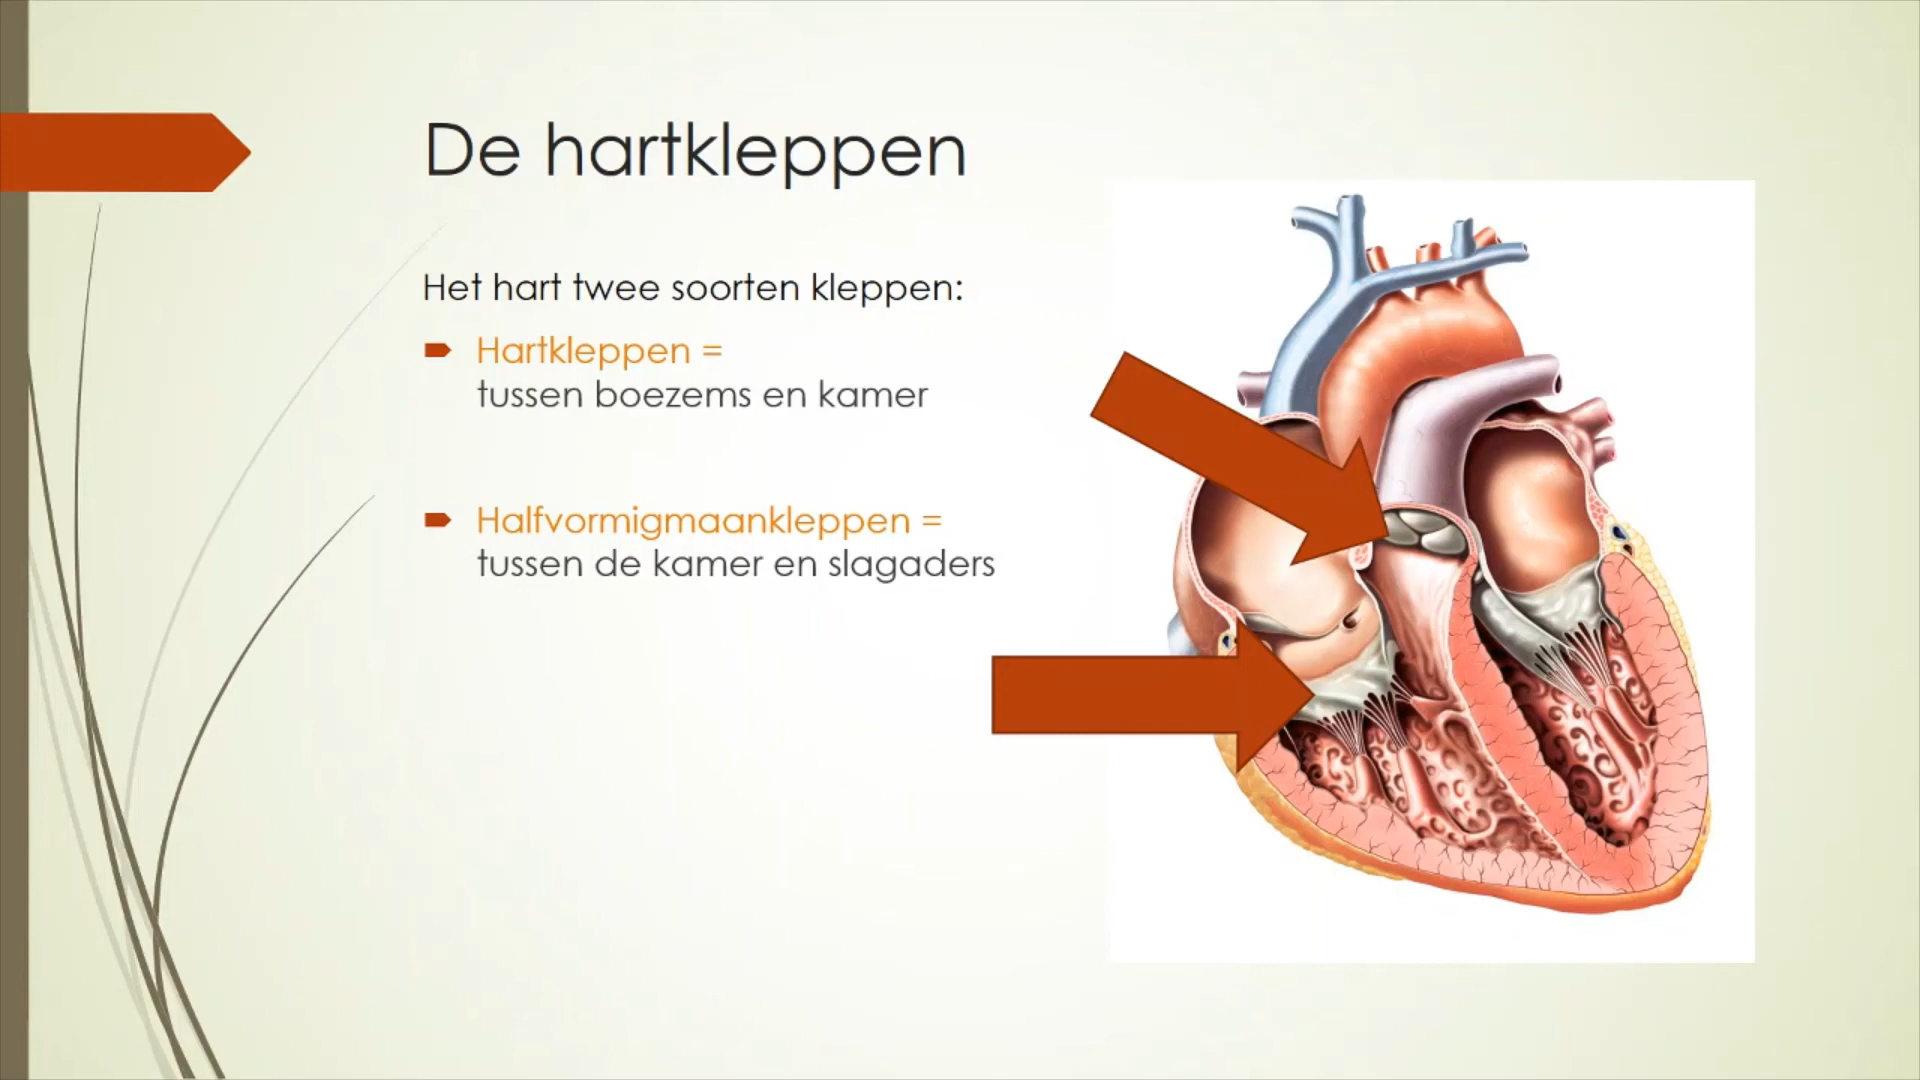 De hartkleppen
Het hart twee soorten kleppen:
Hartkleppen =
tussen boezems en kamer
Halfvormigmaankleppen =
tussen de kamer en slagaders